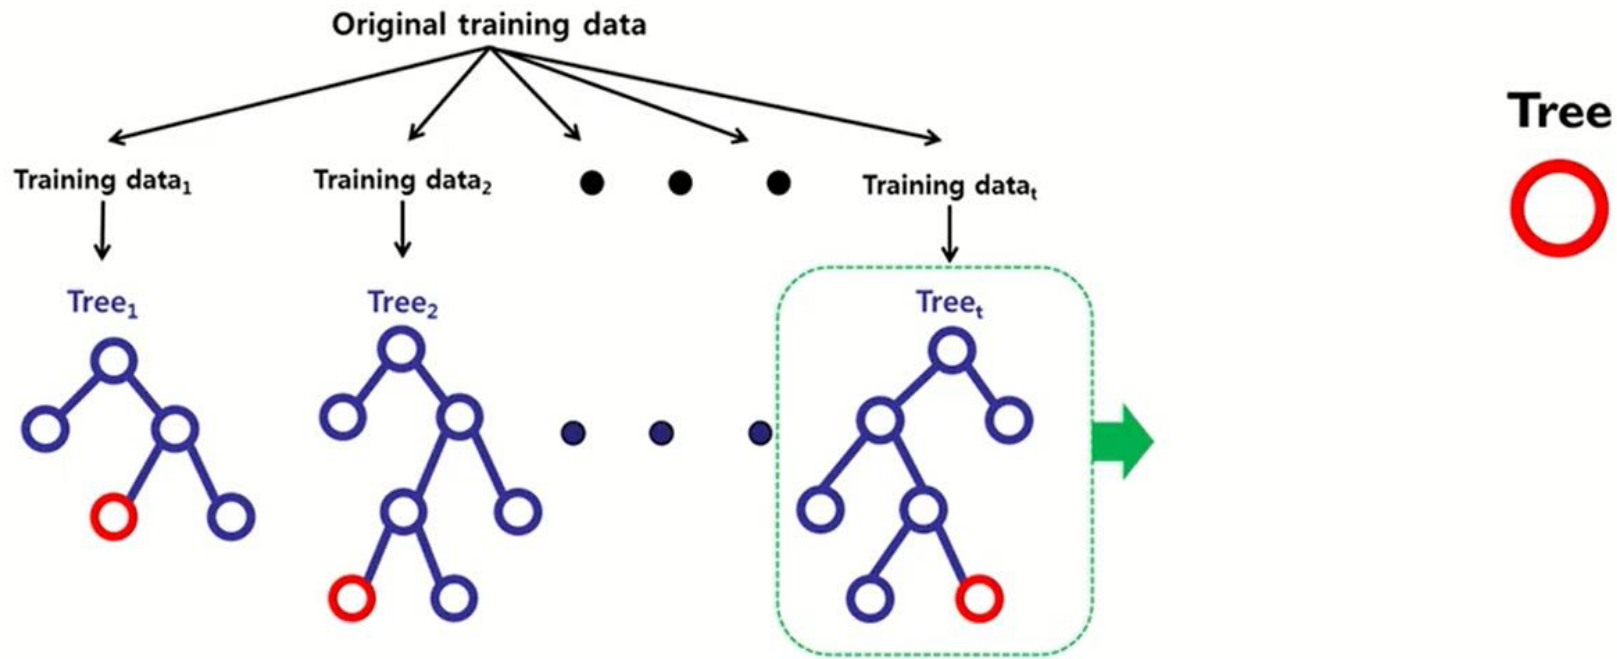 Original training data
Tree
Training data₁
Training data₂
Training dataₜ
Tree₁
Tree₂
Treeₜ